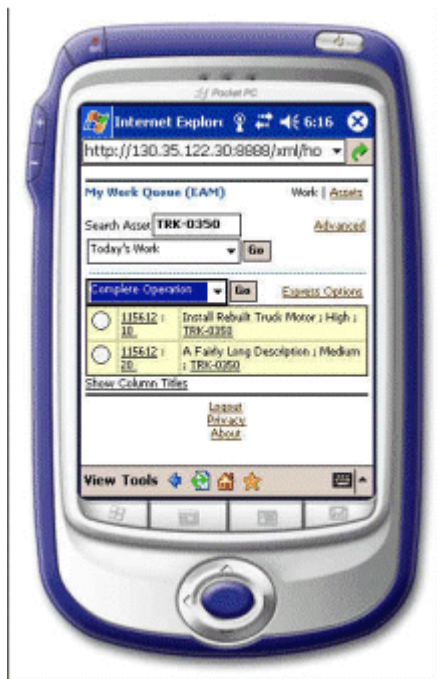 Pocket PC
Internet Explore 6:16
http://130.35.122.30:8888/xml/ho
My Work Queue (EAM) Work | Assets
Search Asset TRK-0350 Advanced
Today's Work Go
Complete Operation Go Express Options
115612 : 10 Install Rebuilt Truck Motor ; High ; TRK-0350
115612 : 20 A Fairly Long Description ; Medium ; TRK-0350
Show Column Titles
Logout
Privacy
About
View Tools